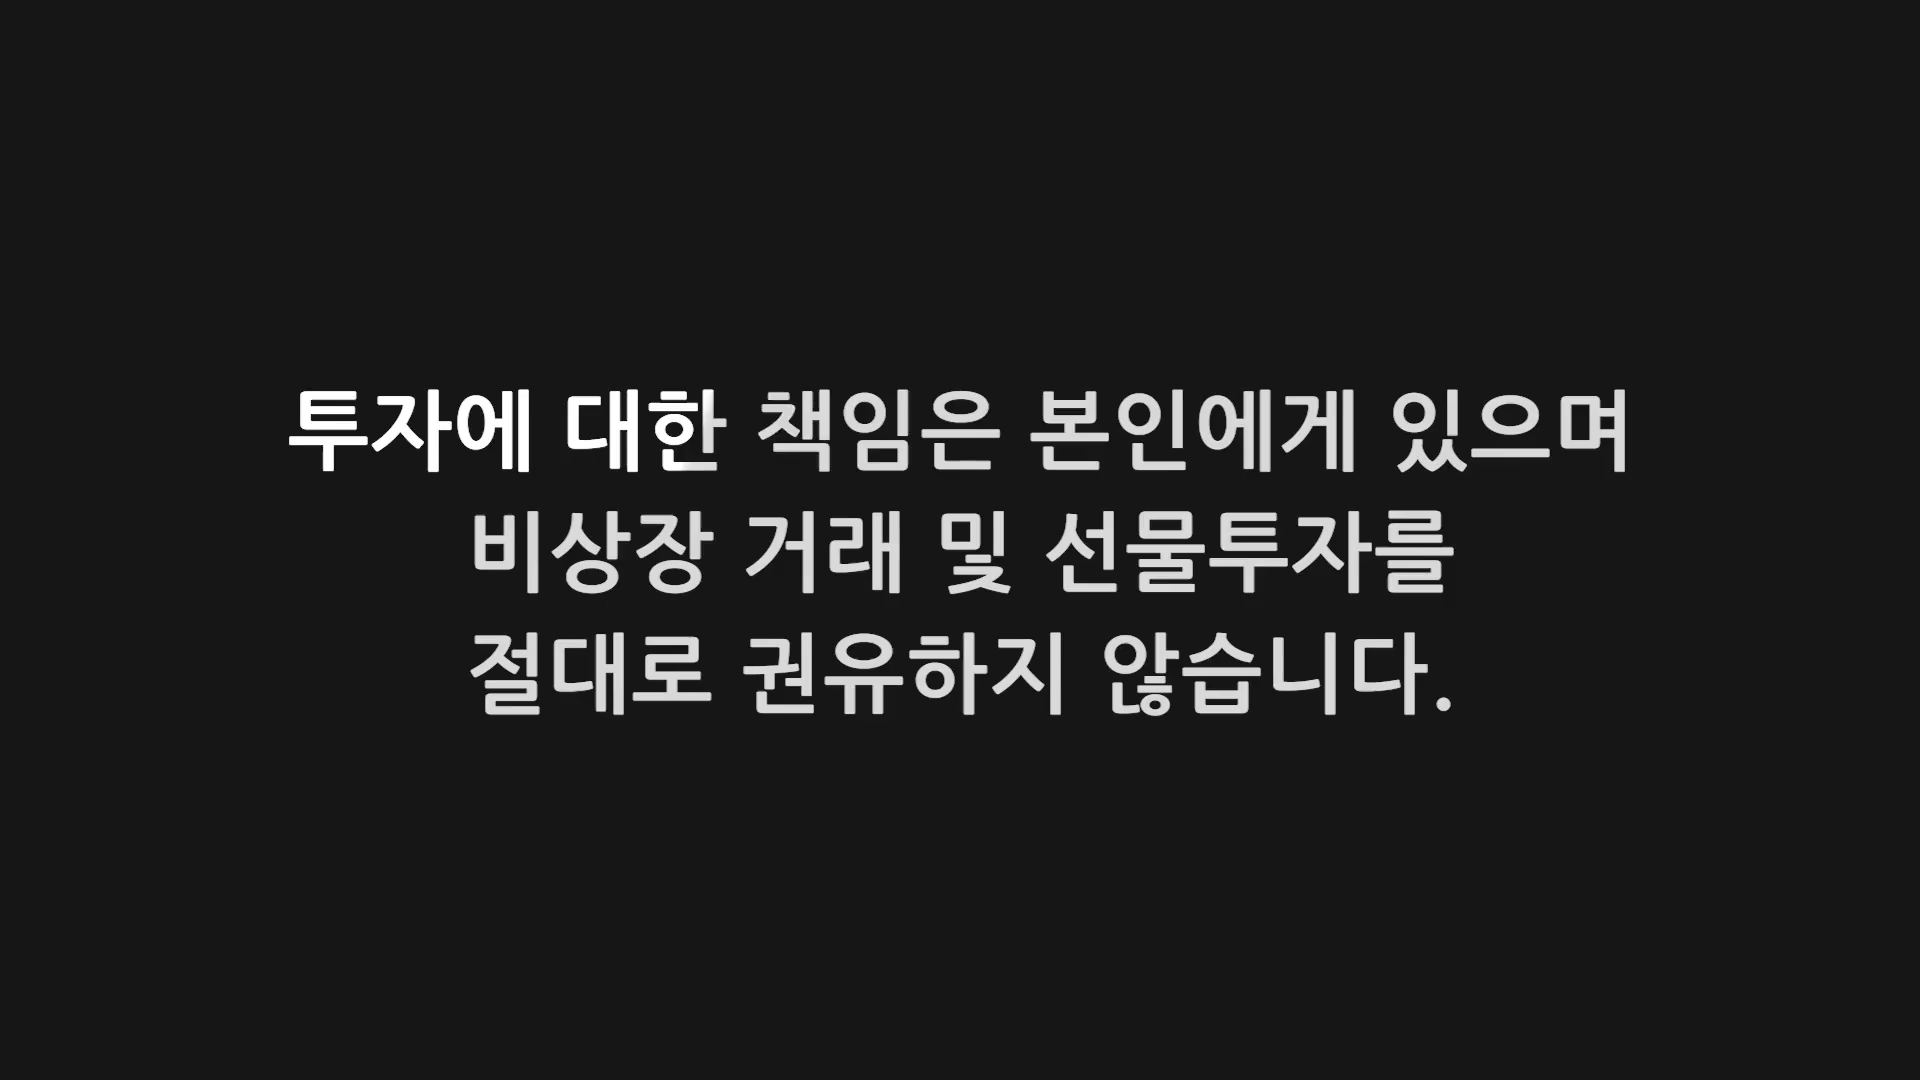 투자에 대한 책임은 본인에게 있으며
비상장 거래 및 선물투자를
절대로 권유하지 않습니다.